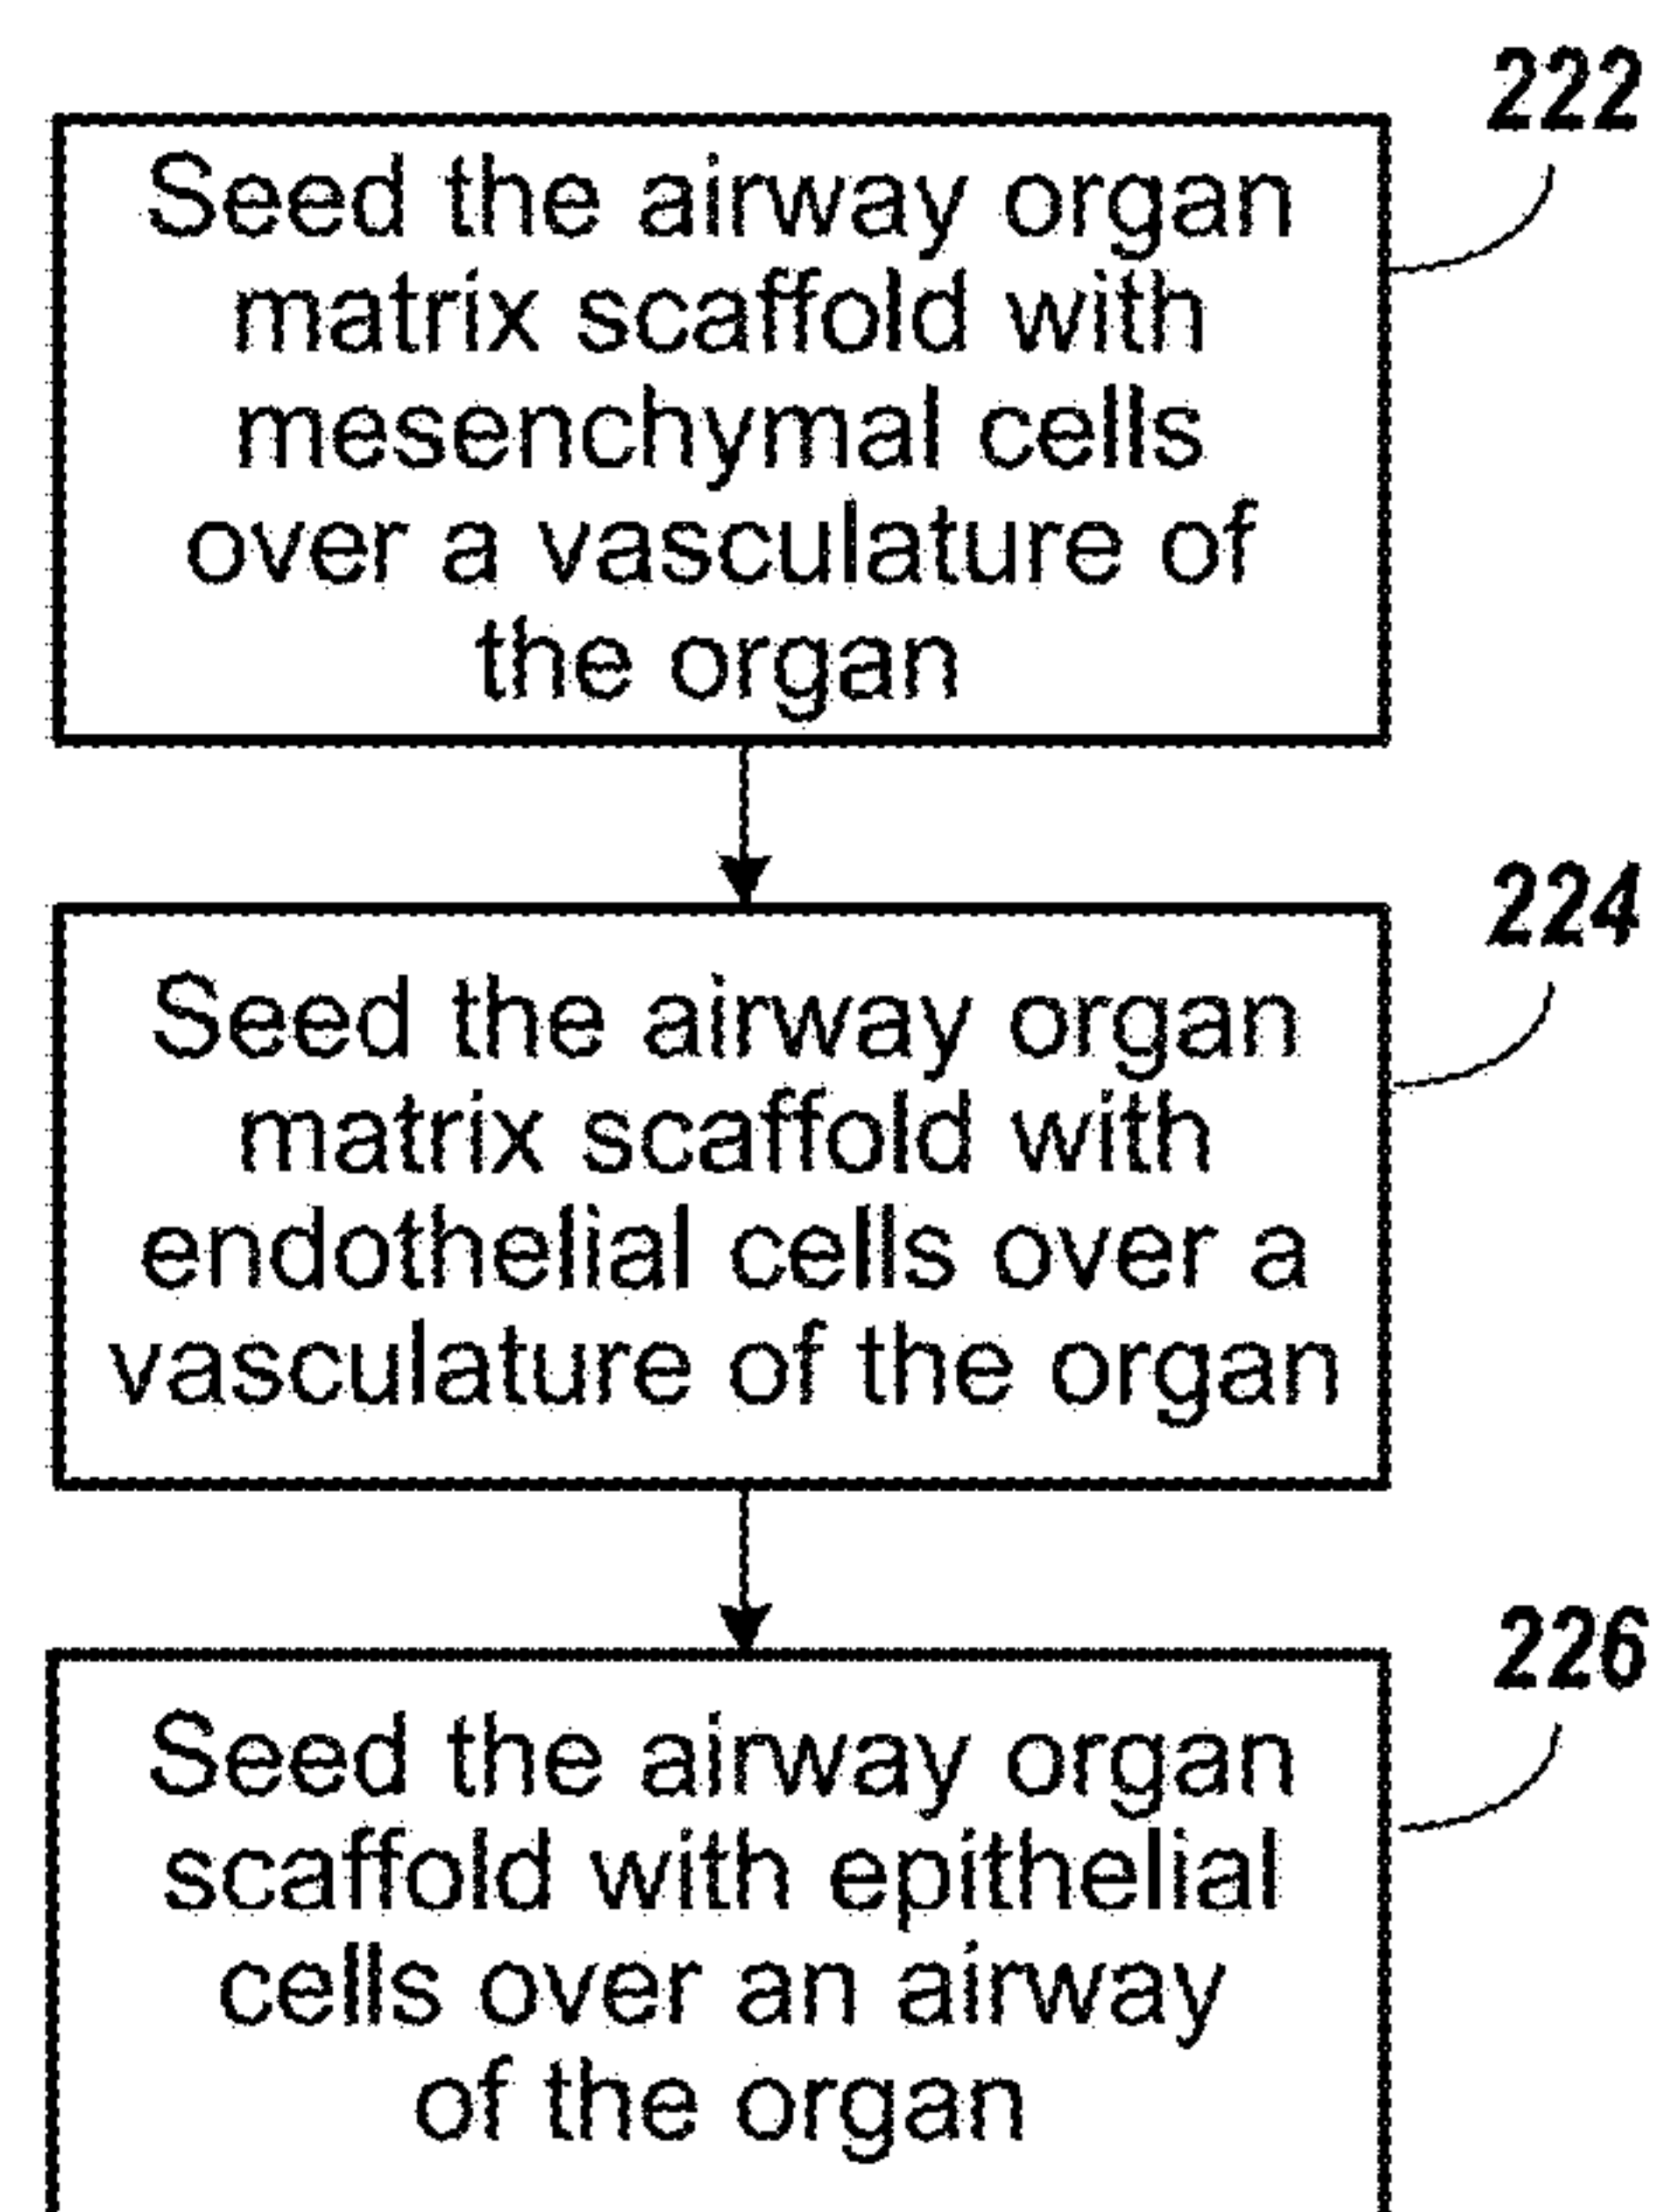 222
Seed the airway organ
matrix scaffold with
mesenchymal cells
over a vasculature of
the organ
224
Seed the airway organ
matrix scaffold with
endothelial cells over a
vasculature of the organ
226
Seed the airway organ
scaffold with epithelial
cells over an airway
of the organ